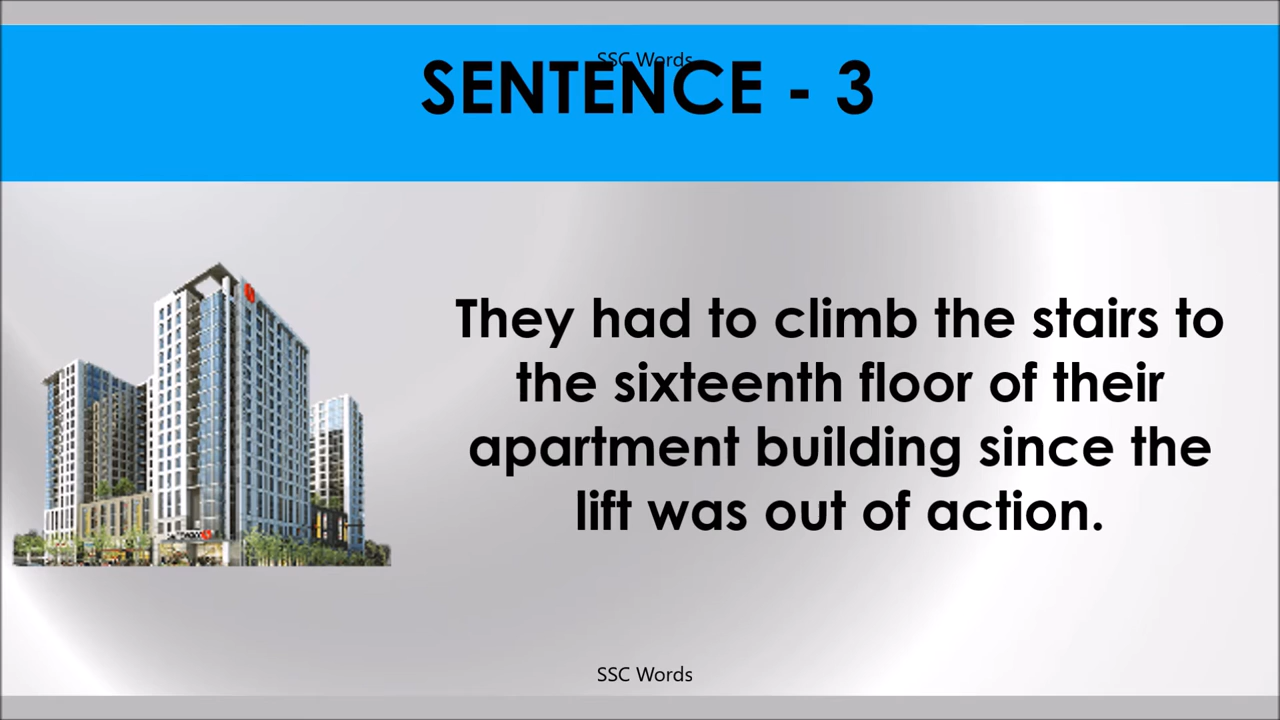 SSC Words
SENTENCE - 3
They had to climb the stairs to
the sixteenth floor of their
apartment building since the
lift was out of action.
SSC Words